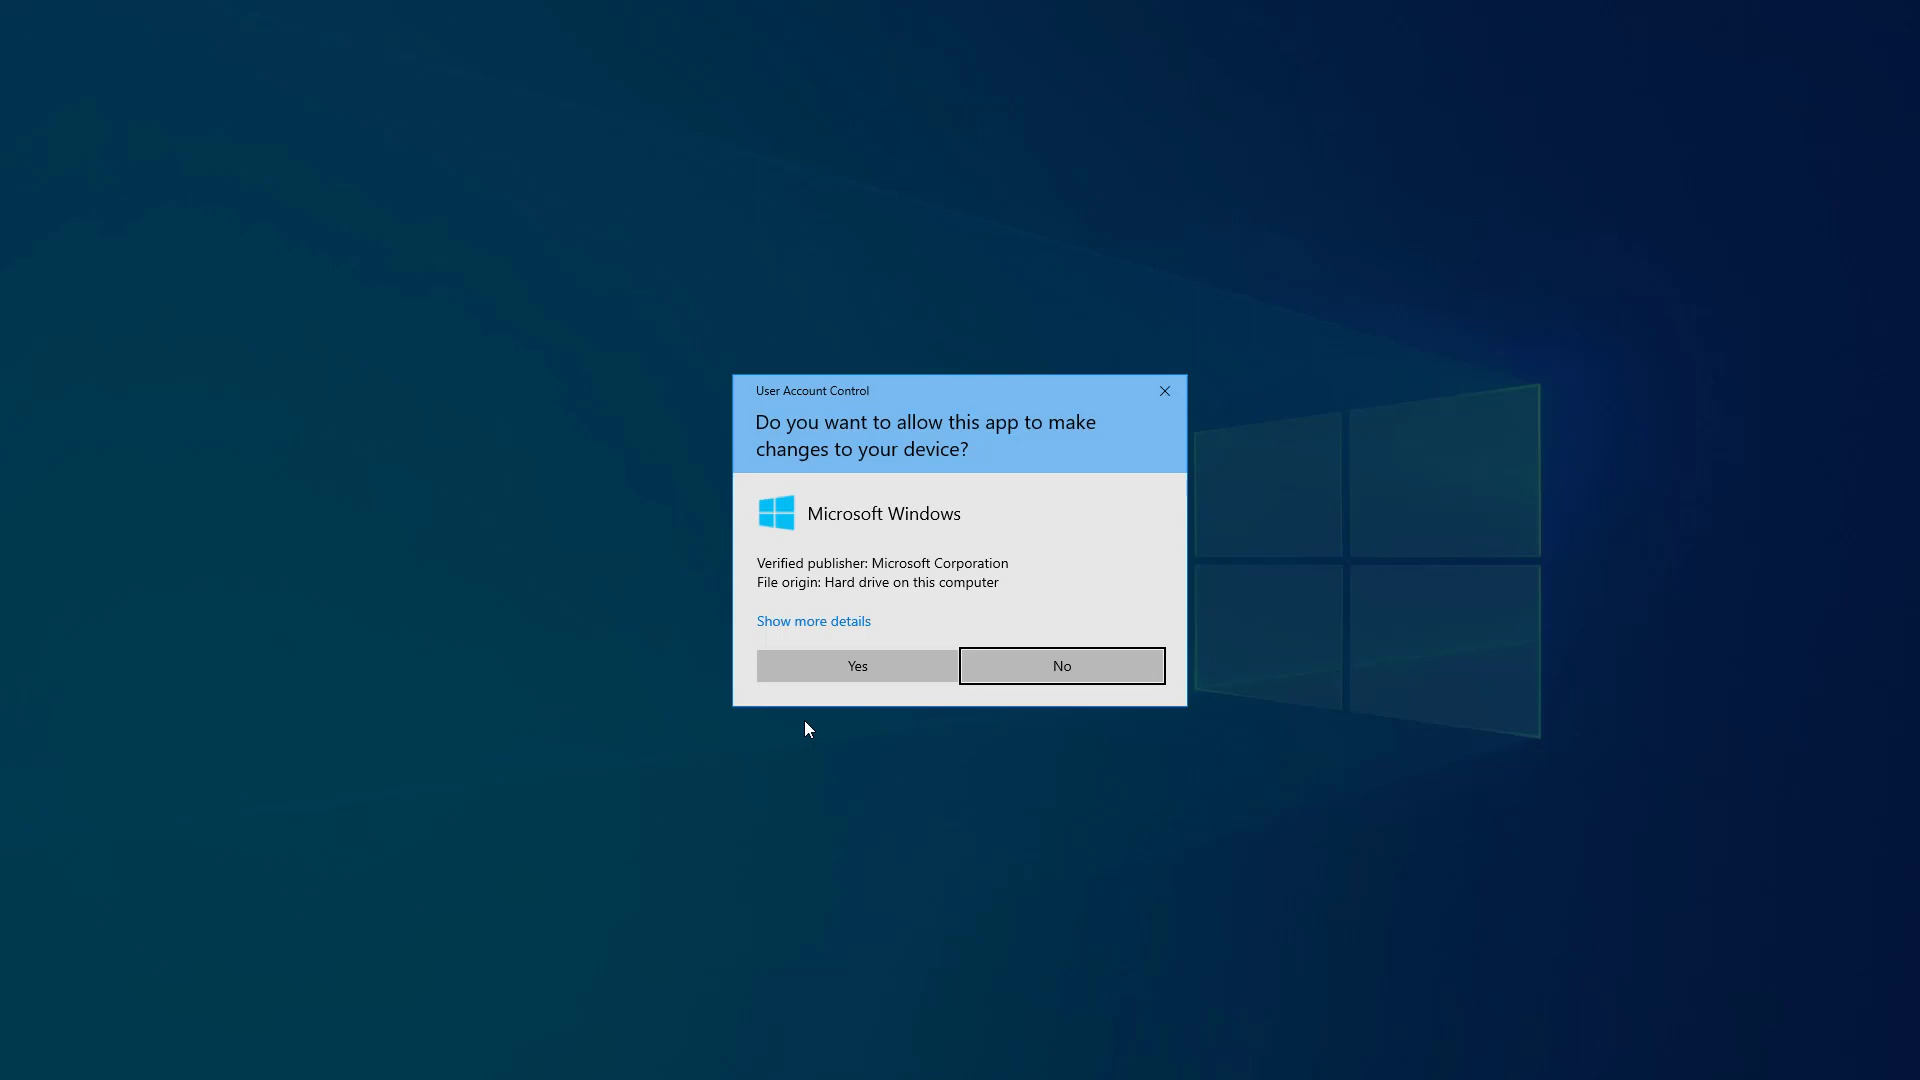 User Account Control
Do you want to allow this app to make
changes to your device?
Microsoft Windows
Verified publisher: Microsoft Corporation
File origin: Hard drive on this computer
Show more details
Yes
No